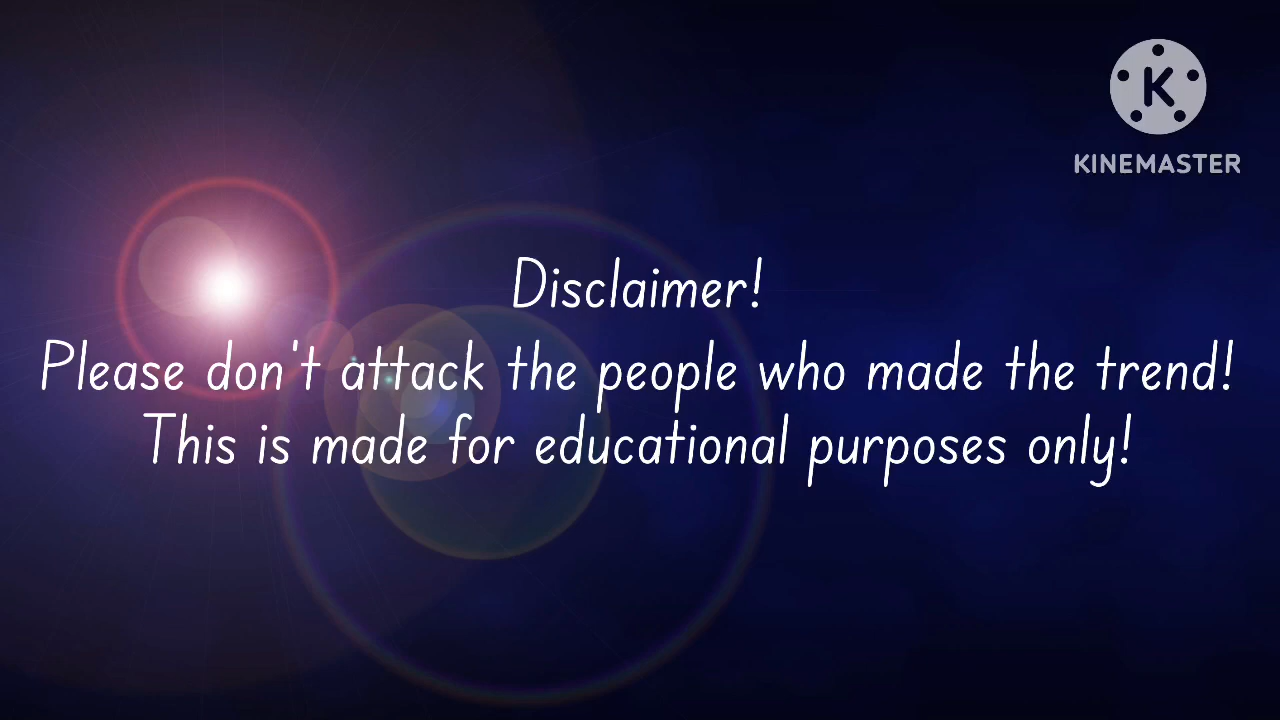 K
KINEMASTER
Disclaimer!
Please don't attack the people who made the trend!
This is made for educational purposes only!